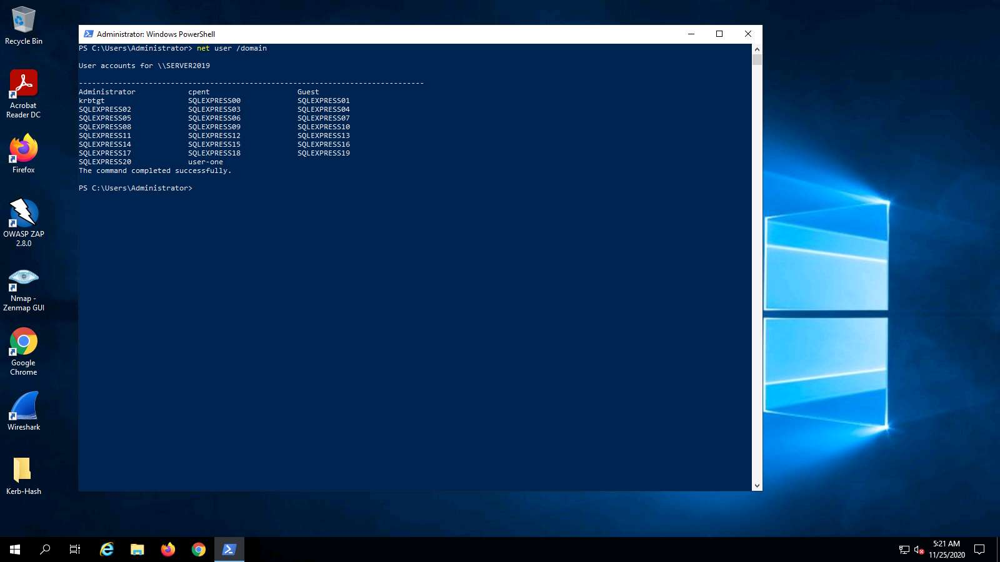 Recycle Bin
Acrobat
Reader DC
Firefox
OWASP ZAP
2.8.0
Nmap -
Zenmap GUI
Google
Chrome
Wireshark
Kerb-Hash
Administrator: Windows PowerShell
PS C:\Users\Administrator> net user /domain
User accounts for \\SERVER2019
-------------------------------------------------------------------------------
Administrator cpent Guest
krbtgt SQLEXPRESS00 SQLEXPRESS01
SQLEXPRESS02 SQLEXPRESS03 SQLEXPRESS04
SQLEXPRESS05 SQLEXPRESS06 SQLEXPRESS07
SQLEXPRESS08 SQLEXPRESS09 SQLEXPRESS10
SQLEXPRESS11 SQLEXPRESS12 SQLEXPRESS13
SQLEXPRESS14 SQLEXPRESS15 SQLEXPRESS16
SQLEXPRESS17 SQLEXPRESS18 SQLEXPRESS19
SQLEXPRESS20 user-one
The command completed successfully.
PS C:\Users\Administrator>
5:21 AM
11/25/2020